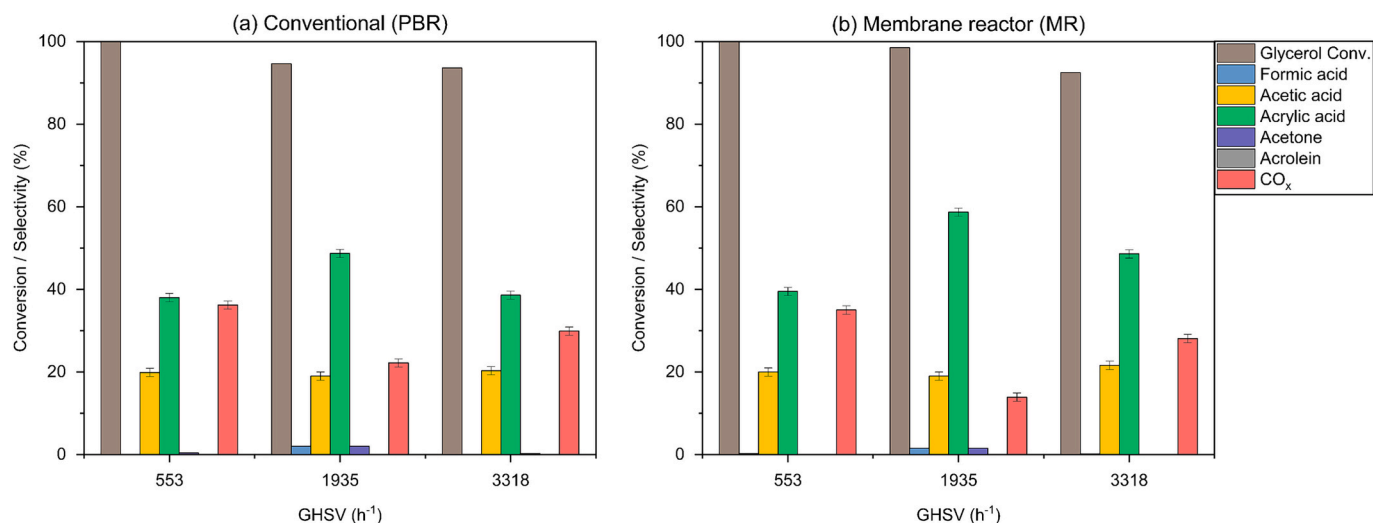 (a) Conventional (PBR)
Conversion / Selectivity (%)
100
80
60
40
20
0
553 1935 3318
GHSV (h⁻¹)
(b) Membrane reactor (MR)
Conversion / Selectivity (%)
100
80
60
40
20
0
553 1935 3318
GHSV (h⁻¹)
Glycerol Conv.
Formic acid
Acetic acid
Acrylic acid
Acetone
Acrolein
COₓ